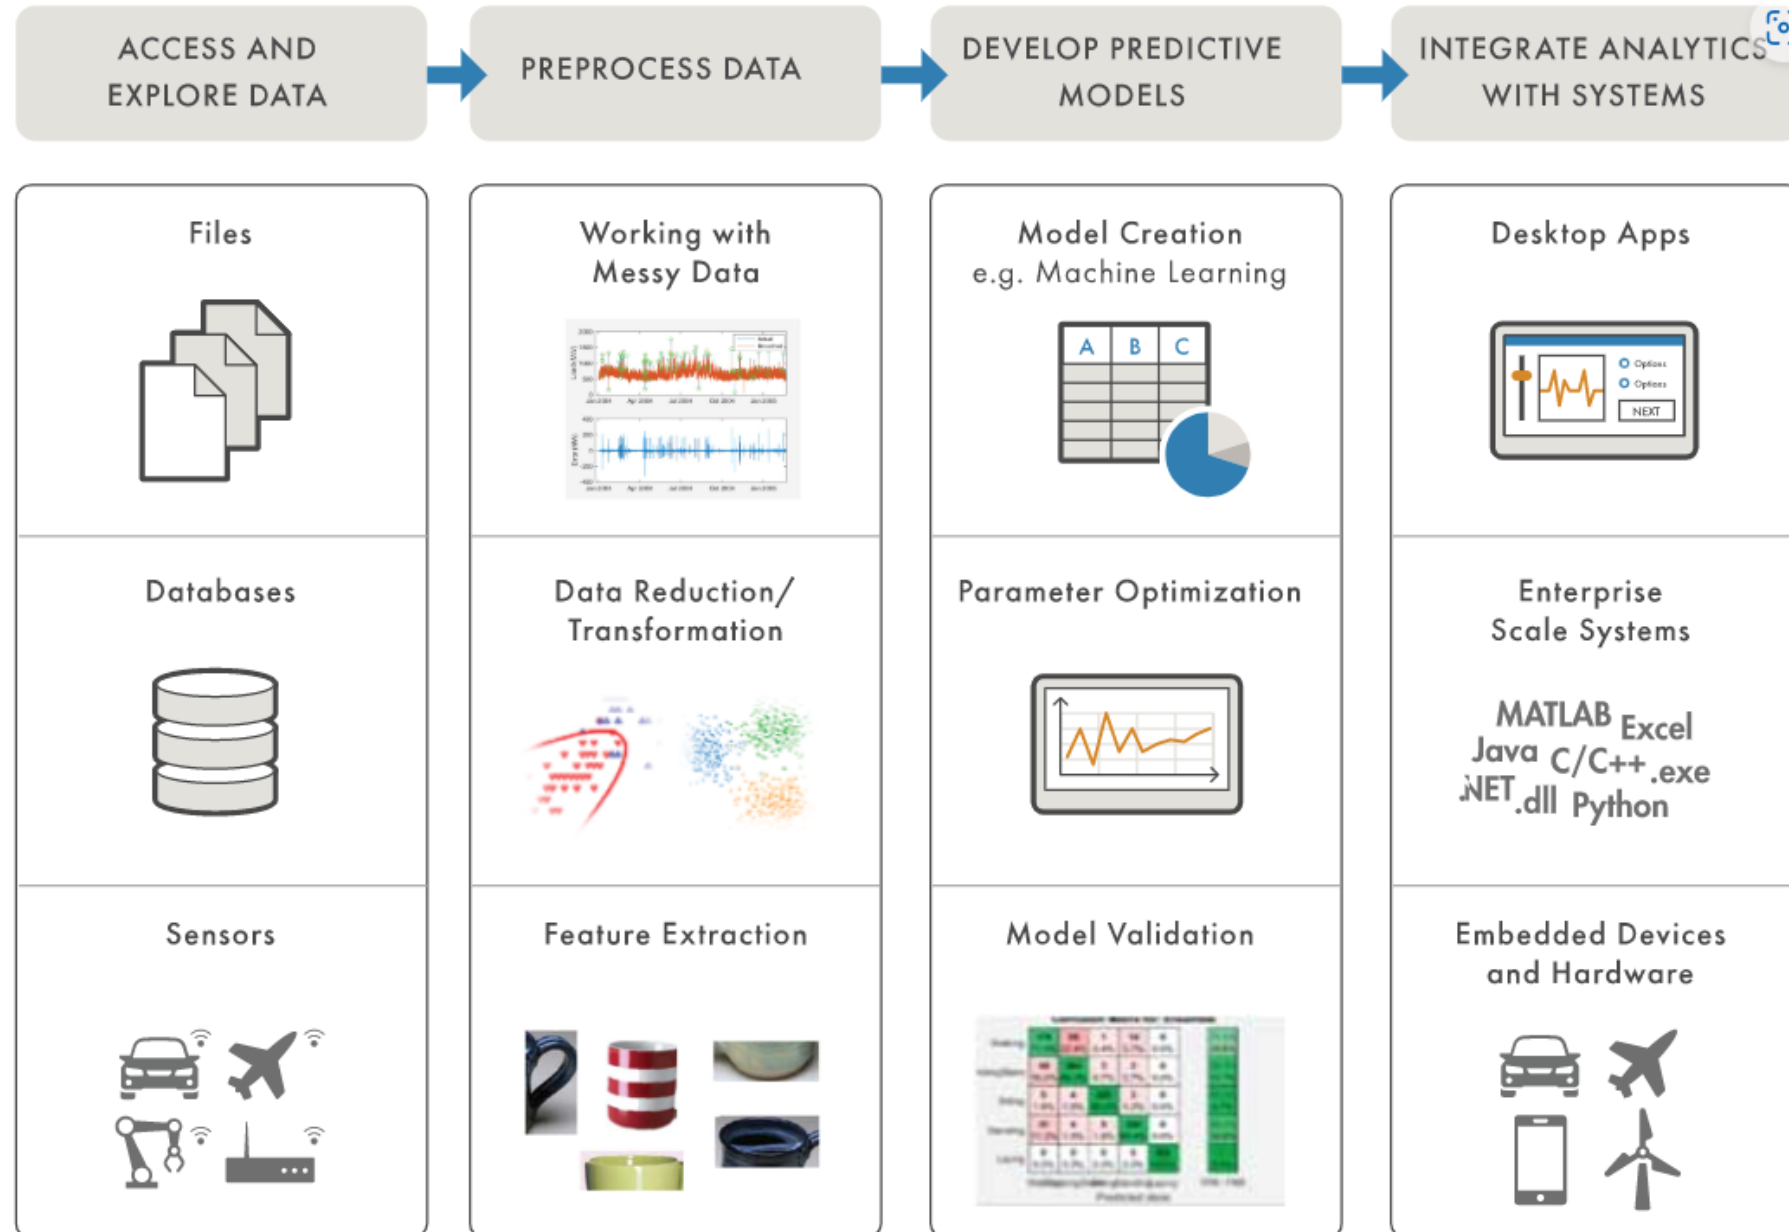 ACCESS AND
EXPLORE DATA
PREPROCESS DATA
DEVELOP PREDICTIVE
MODELS
INTEGRATE ANALYTICS
WITH SYSTEMS
Files
Databases
Sensors
Working with
Messy Data
Data Reduction/
Transformation
Feature Extraction
Model Creation
e.g. Machine Learning
A B C
Parameter Optimization
Model Validation
Desktop Apps
Options
Options
NEXT
Enterprise
Scale Systems
MATLAB Excel
Java C/C++ .exe
.NET .dll Python
Embedded Devices
and Hardware